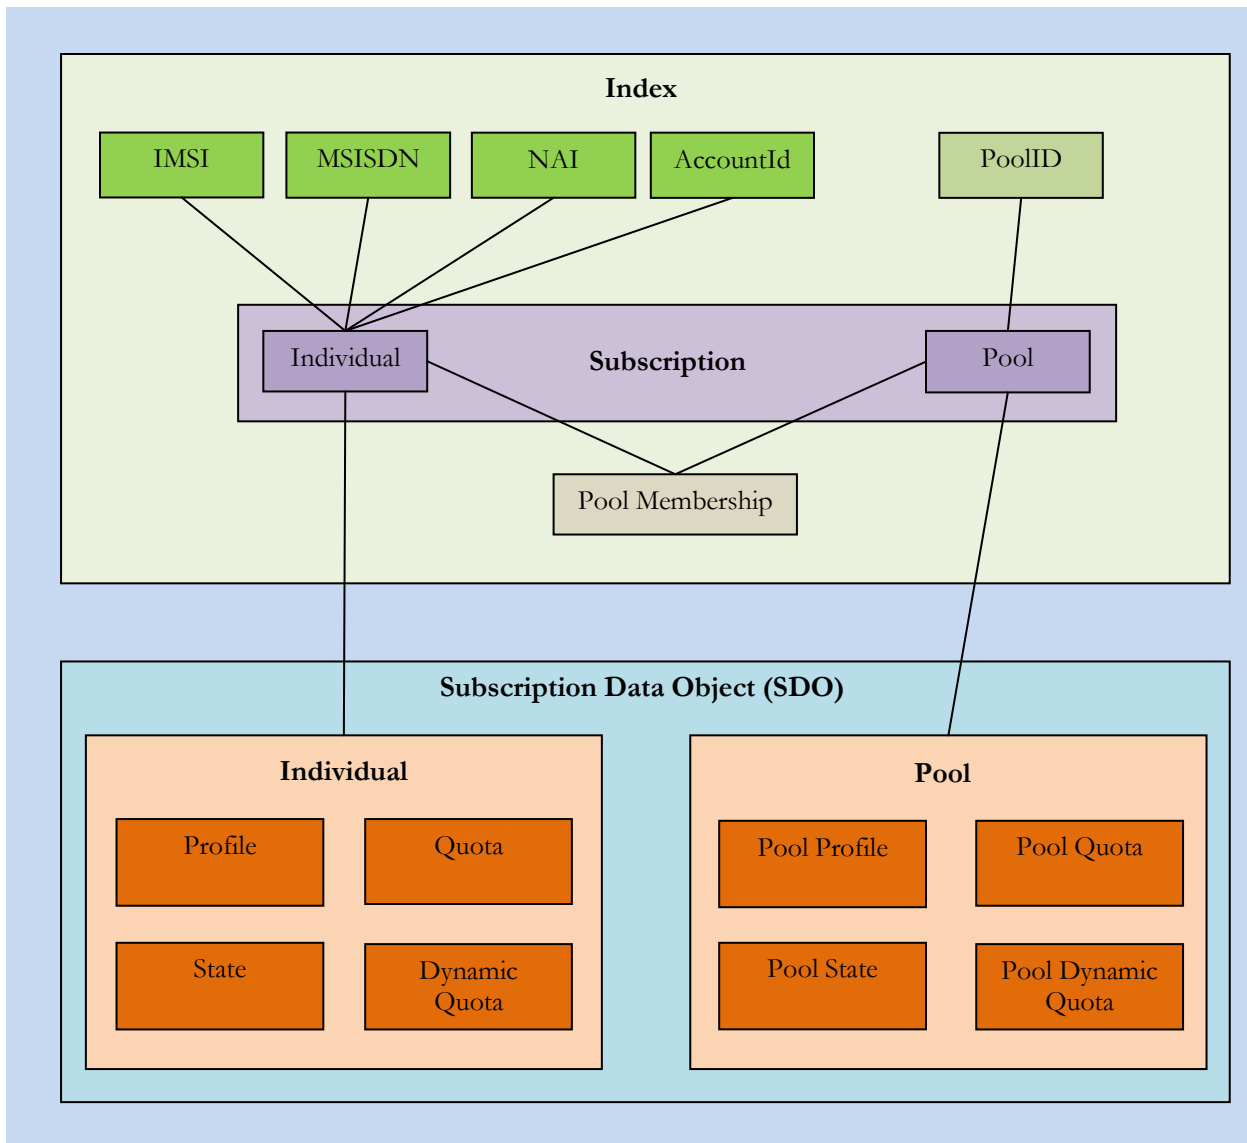 Index
IMSI
MSISDN
NAI
AccountId
PoolID
Individual
Subscription
Pool
Pool Membership
Subscription Data Object (SDO)
Individual
Profile
Quota
State
Dynamic
Quota
Pool
Pool Profile
Pool Quota
Pool State
Pool Dynamic
Quota